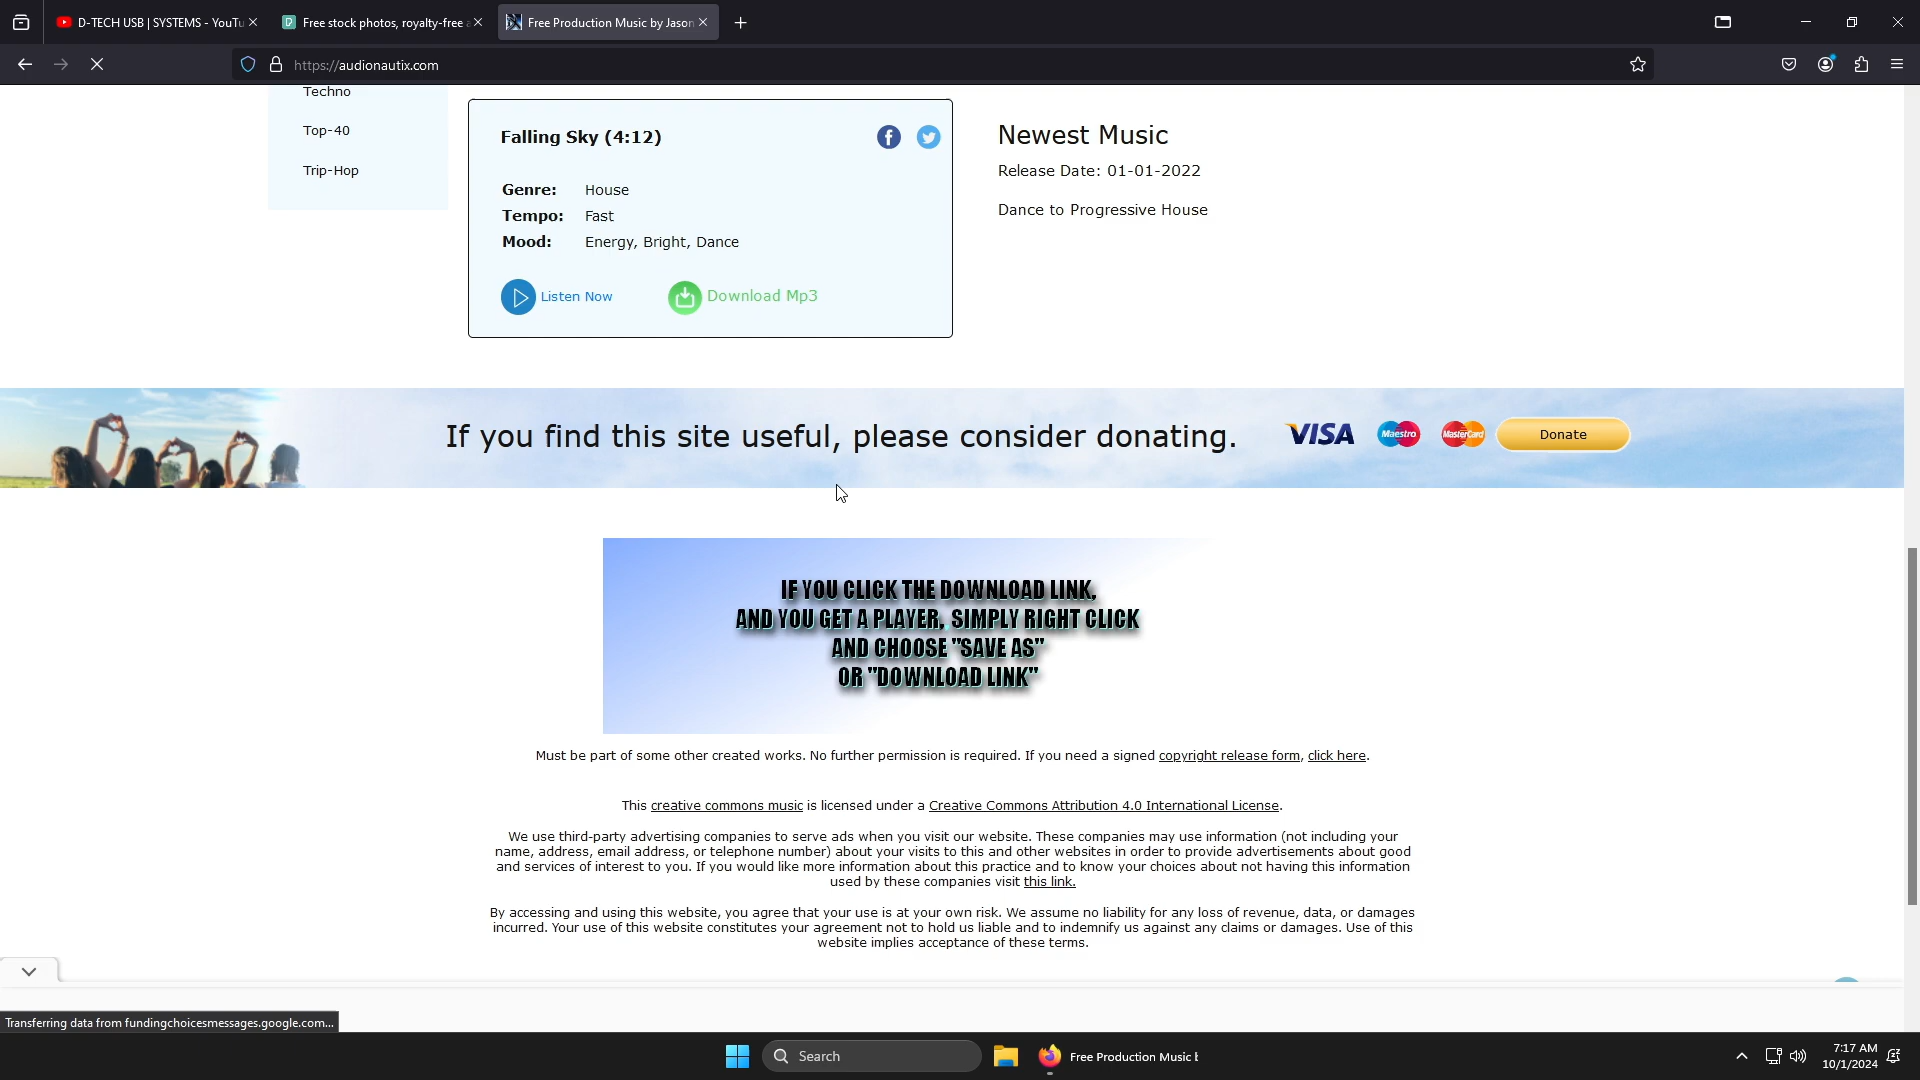 D-TECH USB | SYSTEMS - YouTu
Free stock photos, royalty-free a
Free Production Music by Jason
https://audionautix.com
Techno
Top-40
Trip-Hop
Falling Sky (4:12)
Genre: House
Tempo: Fast
Mood: Energy, Bright, Dance
Listen Now
Download Mp3
Newest Music
Release Date: 01-01-2022
Dance to Progressive House
If you find this site useful, please consider donating.
VISA
Maestro
MasterCard
Donate
IF YOU CLICK THE DOWNLOAD LINK,
AND YOU GET A PLAYER, SIMPLY RIGHT CLICK
AND CHOOSE "SAVE AS"
OR "DOWNLOAD LINK"
Must be part of some other created works. No further permission is required. If you need a signed copyright release form, click here.
This creative commons music is licensed under a Creative Commons Attribution 4.0 International License.
We use third-party advertising companies to serve ads when you visit our website. These companies may use information (not including your
name, address, email address, or telephone number) about your visits to this and other websites in order to provide advertisements about good
and services of interest to you. If you would like more information about this practice and to know your choices about not having this information
used by these companies visit this link.
By accessing and using this website, you agree that your use is at your own risk. We assume no liability for any loss of revenue, data, or damages
incurred. Your use of this website constitutes your agreement not to hold us liable and to indemnify us against any claims or damages. Use of this
website implies acceptance of these terms.
Transferring data from fundingchoicesmessages.google.com...
Search
Free Production Music b
7:17 AM
10/1/2024